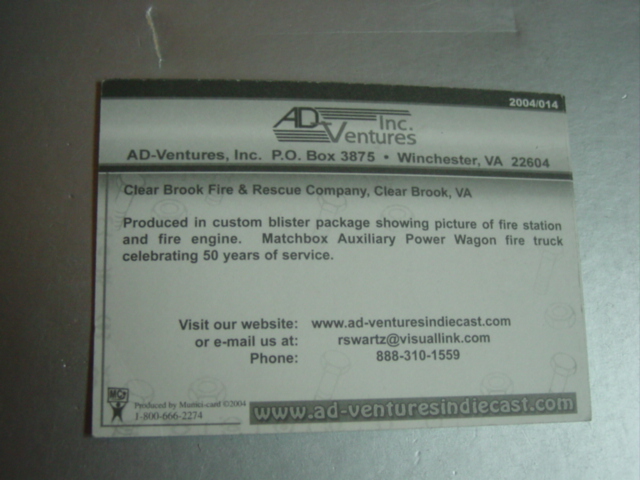 2004/014
AD-Ventures Inc.
AD-Ventures, Inc. P.O. Box 3875 • Winchester, VA 22604
Clear Brook Fire & Rescue Company, Clear Brook, VA
Produced in custom blister package showing picture of fire station
and fire engine. Matchbox Auxiliary Power Wagon fire truck
celebrating 50 years of service.
Visit our website: www.ad-venturesindiecast.com
or e-mail us at: rswartz@visuallink.com
Phone: 888-310-1559
Produced by ©2004
1-800-666-2274
www.ad-venturesindiecast.com